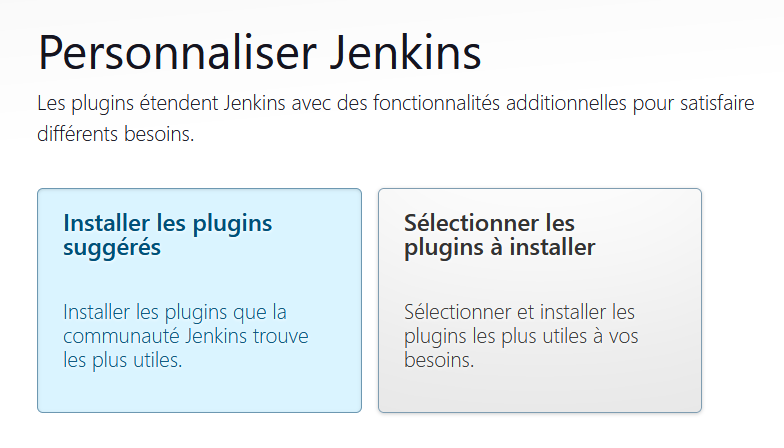 Personnaliser Jenkins
Les plugins étendent Jenkins avec des fonctionnalités additionnelles pour satisfaire
différents besoins.
Installer les plugins
suggérés
Installer les plugins que la
communauté Jenkins trouve
les plus utiles.
Sélectionner les
plugins à installer
Sélectionner et installer les
plugins les plus utiles à vos
besoins.